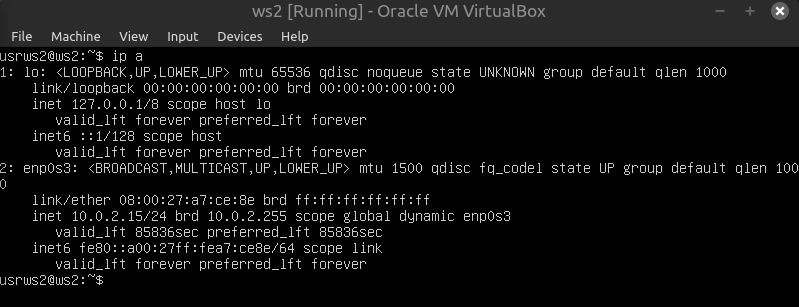 ws2 [Running] - Oracle VM VirtualBox
File Machine View Input Devices Help
usrws2@ws2:~$ ip a
1: lo: <LOOPBACK,UP,LOWER_UP> mtu 65536 qdisc noqueue state UNKNOWN group default qlen 1000
    link/loopback 00:00:00:00:00:00 brd 00:00:00:00:00:00
    inet 127.0.0.1/8 scope host lo
       valid_lft forever preferred_lft forever
    inet6 ::1/128 scope host
       valid_lft forever preferred_lft forever
2: enp0s3: <BROADCAST,MULTICAST,UP,LOWER_UP> mtu 1500 qdisc fq_codel state UP group default qlen 100
0
    link/ether 08:00:27:a7:ce:8e brd ff:ff:ff:ff:ff:ff
    inet 10.0.2.15/24 brd 10.0.2.255 scope global dynamic enp0s3
       valid_lft 85836sec preferred_lft 85836sec
    inet6 fe80::a00:27ff:fea7:ce8e/64 scope link
       valid_lft forever preferred_lft forever
usrws2@ws2:~$